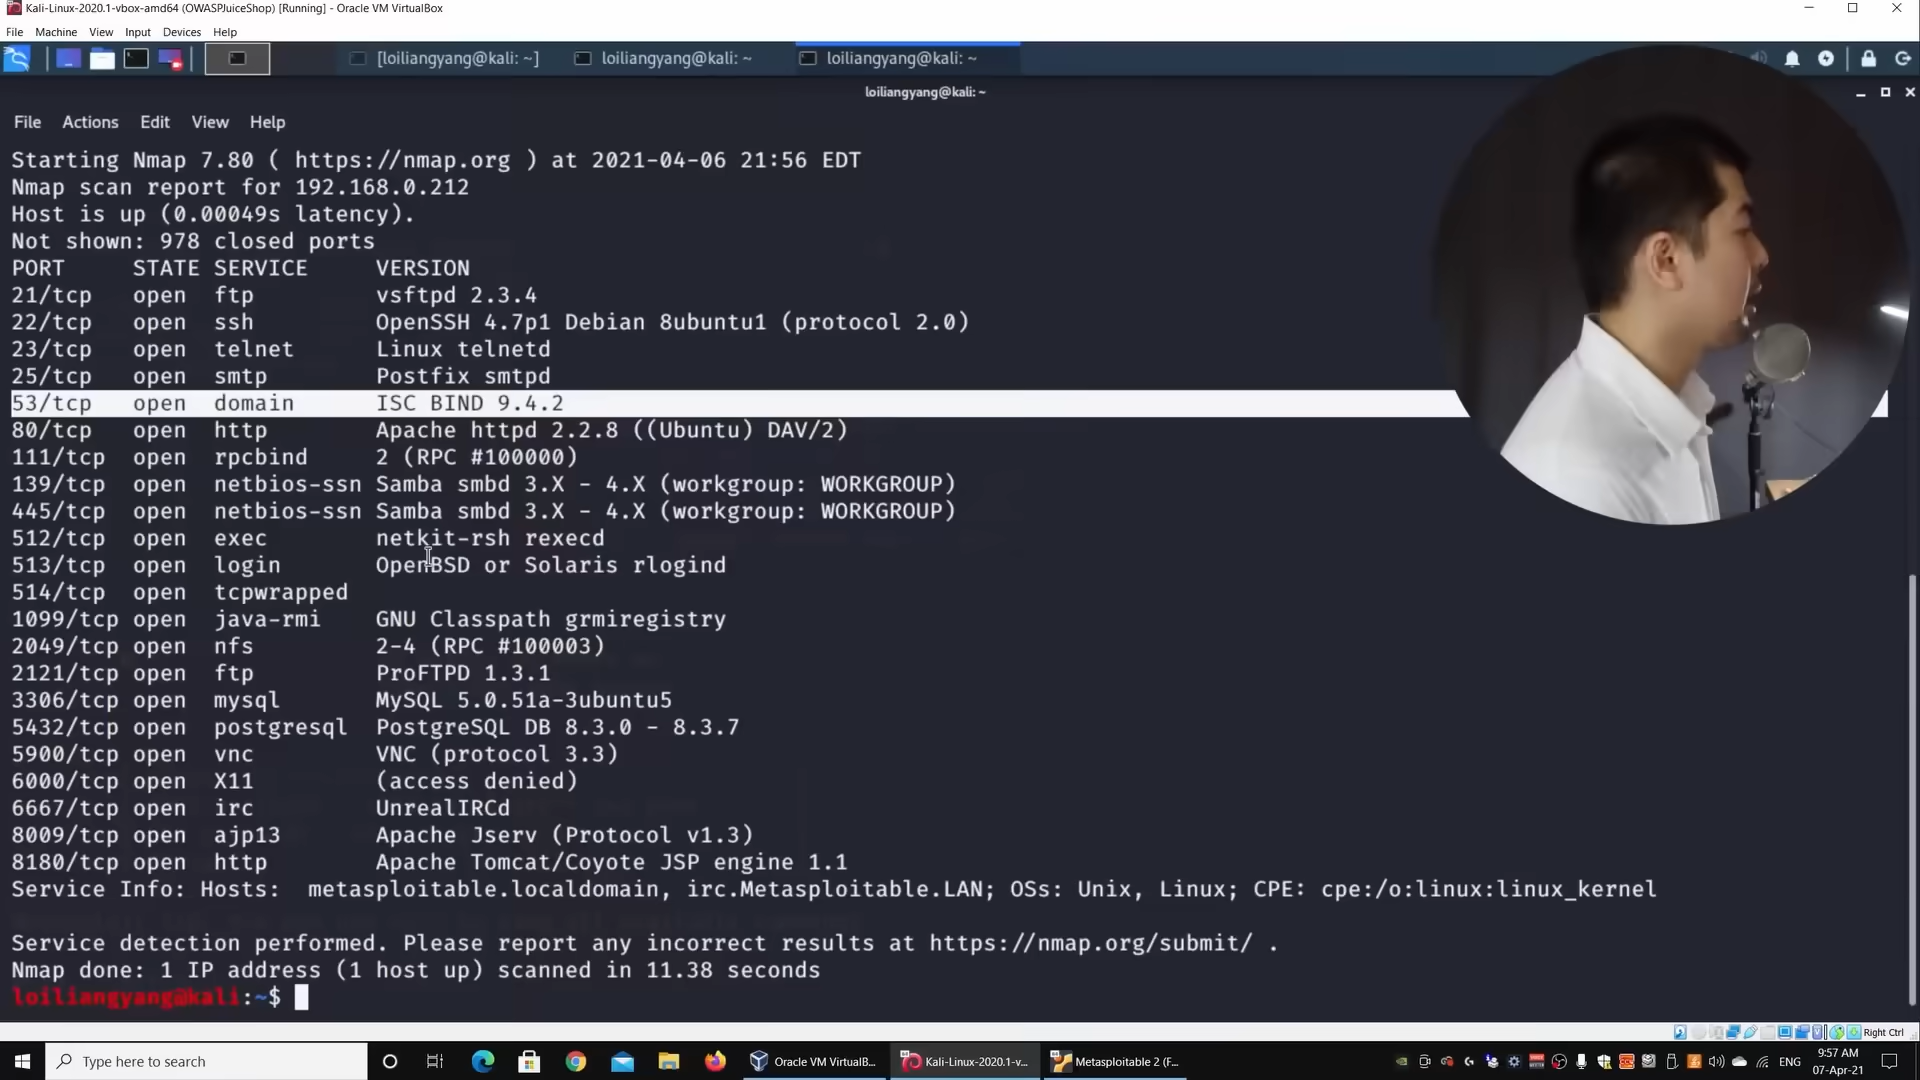 Kali-Linux-2020.1-vbox-amd64 (OWASPJuiceShop) [Running] - Oracle VM VirtualBox
File Machine View Input Devices Help
[loiliangyang@kali: ~] loiliangyang@kali: ~ loiliangyang@kali: ~
loiliangyang@kali: ~
File Actions Edit View Help
Starting Nmap 7.80 ( https://nmap.org ) at 2021-04-06 21:56 EDT
Nmap scan report for 192.168.0.212
Host is up (0.00049s latency).
Not shown: 978 closed ports
PORT STATE SERVICE VERSION
21/tcp open ftp vsftpd 2.3.4
22/tcp open ssh OpenSSH 4.7p1 Debian 8ubuntu1 (protocol 2.0)
23/tcp open telnet Linux telnetd
25/tcp open smtp Postfix smtpd
53/tcp open domain ISC BIND 9.4.2
80/tcp open http Apache httpd 2.2.8 ((Ubuntu) DAV/2)
111/tcp open rpcbind 2 (RPC #100000)
139/tcp open netbios-ssn Samba smbd 3.X - 4.X (workgroup: WORKGROUP)
445/tcp open netbios-ssn Samba smbd 3.X - 4.X (workgroup: WORKGROUP)
512/tcp open exec netkit-rsh rexecd
513/tcp open login OpenBSD or Solaris rlogind
514/tcp open tcpwrapped
1099/tcp open java-rmi GNU Classpath grmiregistry
2049/tcp open nfs 2-4 (RPC #100003)
2121/tcp open ftp ProFTPD 1.3.1
3306/tcp open mysql MySQL 5.0.51a-3ubuntu5
5432/tcp open postgresql PostgreSQL DB 8.3.0 - 8.3.7
5900/tcp open vnc VNC (protocol 3.3)
6000/tcp open X11 (access denied)
6667/tcp open irc UnrealIRCd
8009/tcp open ajp13 Apache Jserv (Protocol v1.3)
8180/tcp open http Apache Tomcat/Coyote JSP engine 1.1
Service Info: Hosts: metasploitable.localdomain, irc.Metasploitable.LAN; OSs: Unix, Linux; CPE: cpe:/o:linux:linux_kernel
Service detection performed. Please report any incorrect results at https://nmap.org/submit/ .
Nmap done: 1 IP address (1 host up) scanned in 11.38 seconds
loiliangyang@kali:~$
Right Ctrl
Type here to search Oracle VM VirtualB... Kali-Linux-2020.1-v... Metasploitable 2 (F... ENG 9:57 AM
07-Apr-21